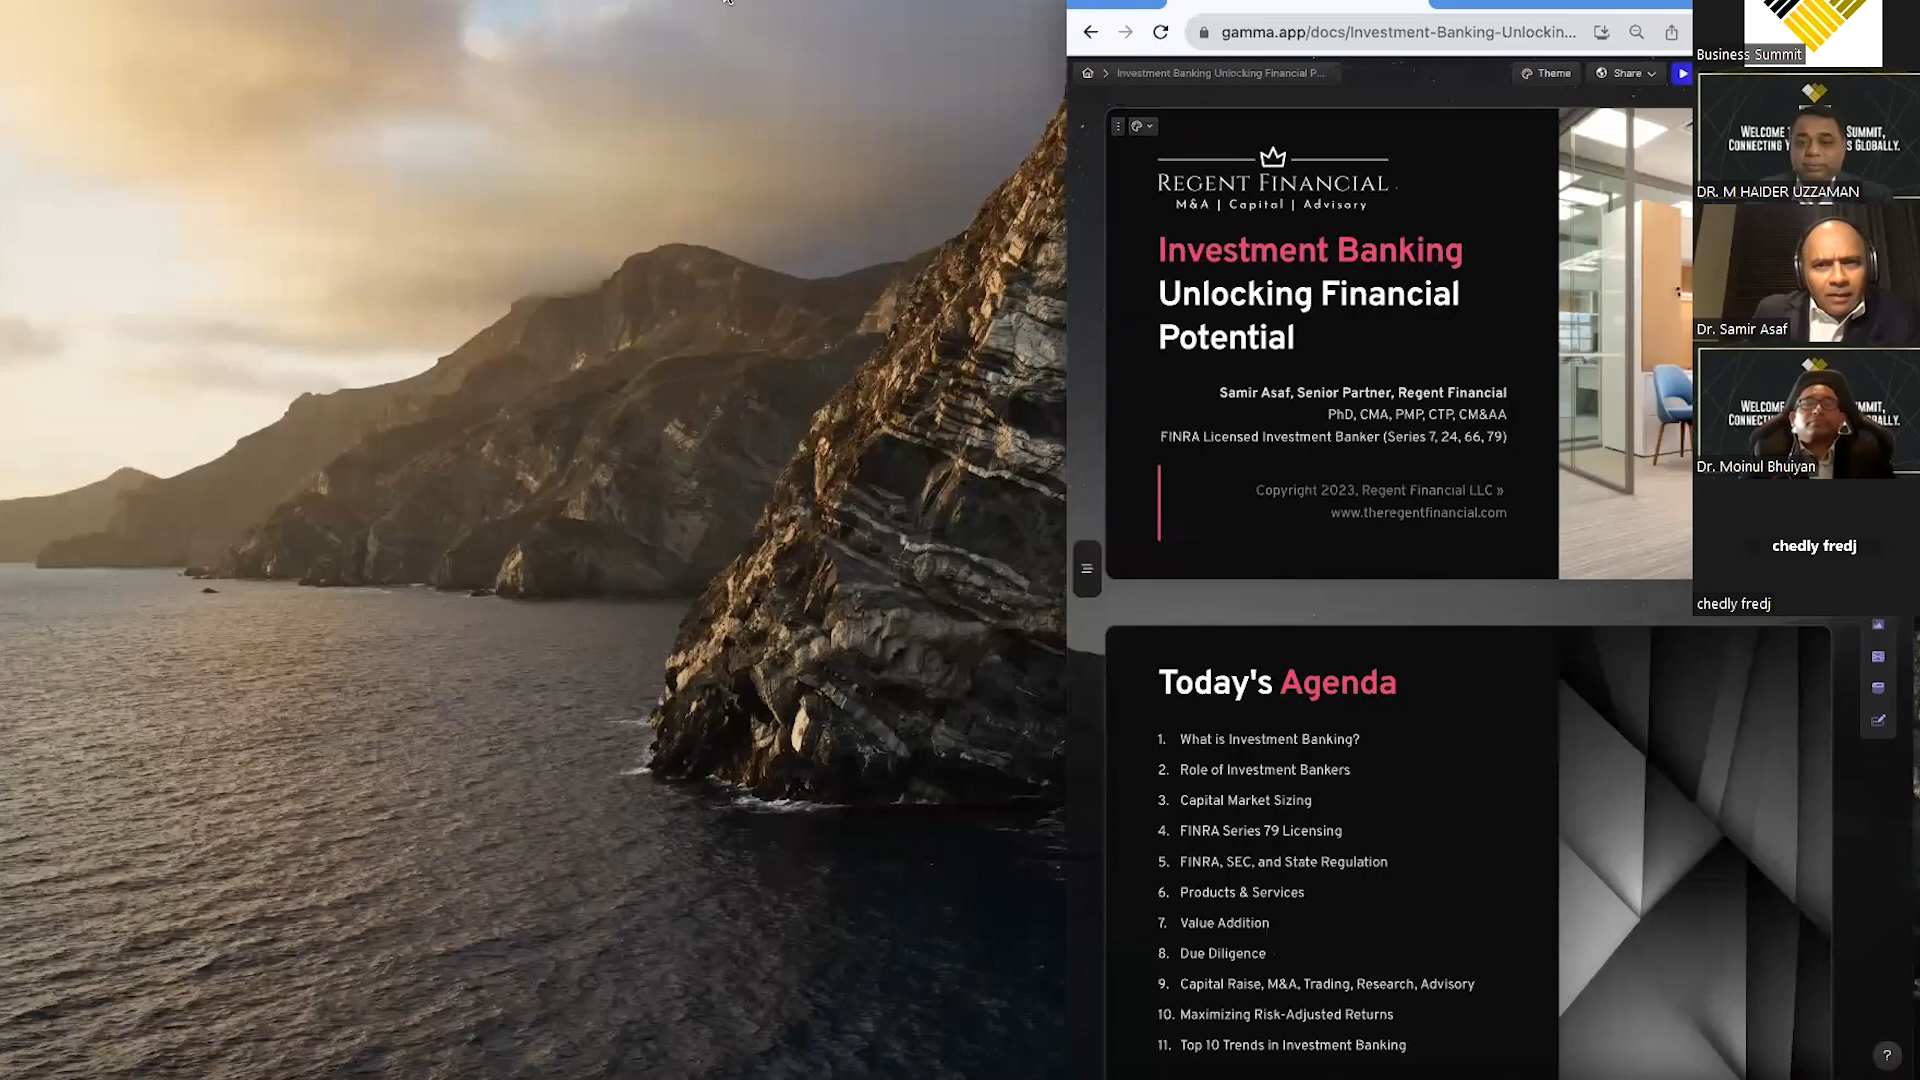 gamma.app/docs/Investment-Banking-Unlockin...
Investment Banking Unlocking Financial P...
Theme
Share
REGENT FINANCIAL
M&A | Capital | Advisory
Investment Banking
Unlocking Financial
Potential
Samir Asaf, Senior Partner, Regent Financial
PhD, CMA, PMP, CTP, CM&AA
FINRA Licensed Investment Banker (Series 7, 24, 66, 79)
Copyright 2023, Regent Financial LLC »
www.theregentfinancial.com
Today's Agenda
1. What is Investment Banking?
2. Role of Investment Bankers
3. Capital Market Sizing
4. FINRA Series 79 Licensing
5. FINRA, SEC, and State Regulation
6. Products & Services
7. Value Addition
8. Due Diligence
9. Capital Raise, M&A, Trading, Research, Advisory
10. Maximizing Risk-Adjusted Returns
11. Top 10 Trends in Investment Banking
?
Business Summit
WELCOME SUMMIT,
CONNECTING GLOBALLY.
DR. M HAIDER UZZAMAN
Dr. Samir Asaf
WELCOME
Dr. Moinul Bhuiyan
chedly fredj
chedly fredj